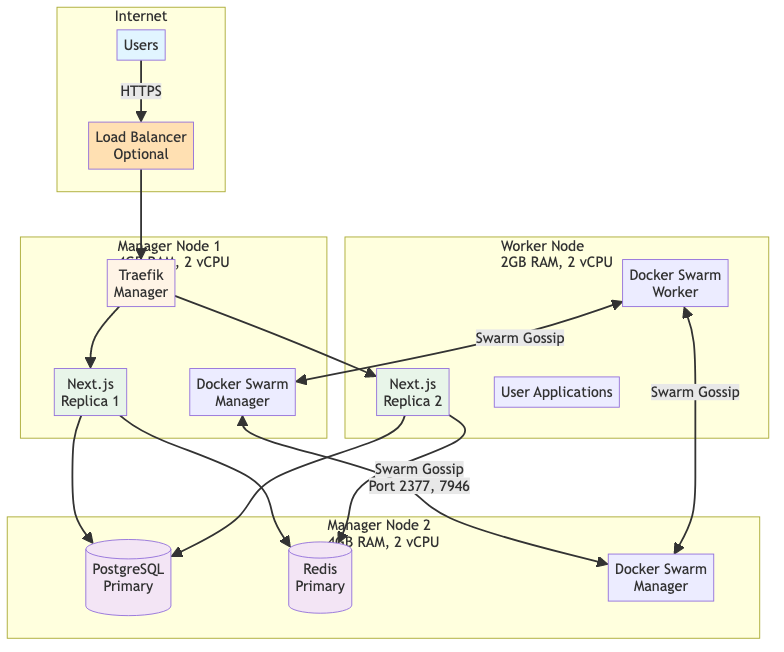 Internet
Users
HTTPS
Load Balancer
Optional
Manager Node 1
4GB RAM, 2 vCPU
Traefik
Manager
Worker Node
2GB RAM, 2 vCPU
Docker Swarm
Worker
Swarm Gossip
Next.js
Replica 1
Docker Swarm
Manager
Next.js
Replica 2
User Applications
Swarm Gossip
Swarm Gossip
Port 2377, 7946
Manager Node 2
4GB RAM, 2 vCPU
PostgreSQL
Primary
Redis
Primary
Docker Swarm
Manager